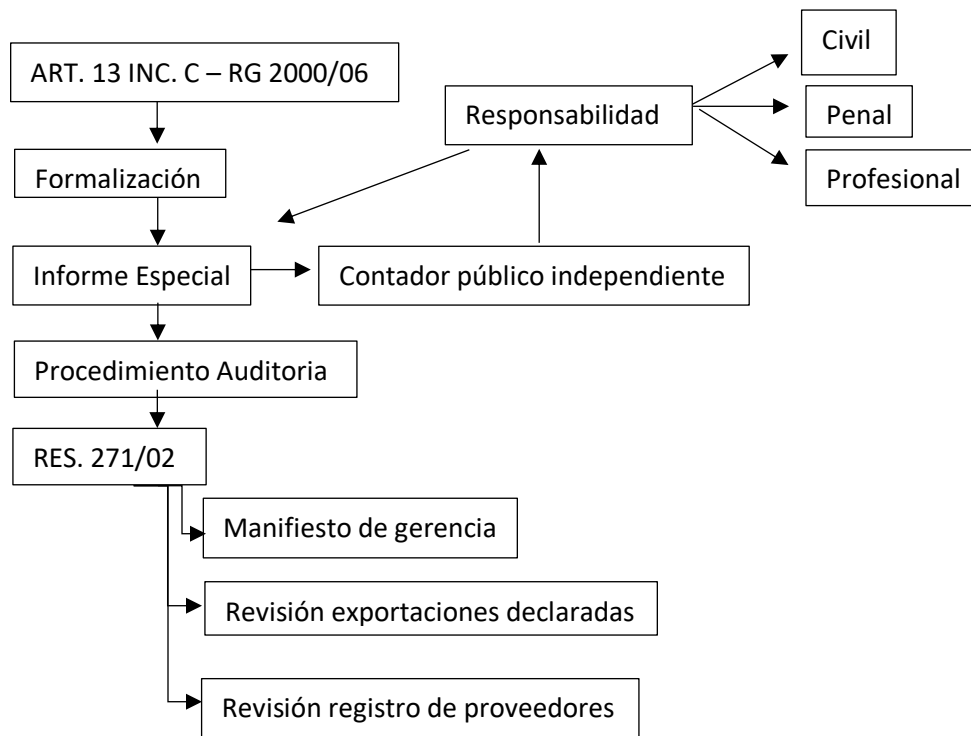 ART. 13 INC. C – RG 2000/06
Formalización
Informe Especial
Procedimiento Auditoria
RES. 271/02
Manifiesto de gerencia
Revisión exportaciones declaradas
Revisión registro de proveedores
Contador público independiente
Responsabilidad
Civil
Penal
Profesional